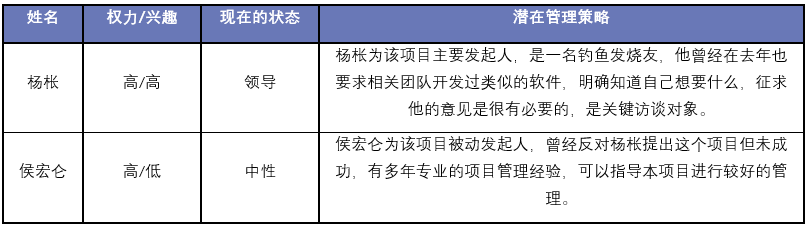 姓名 权力/兴趣 现在的状态 潜在管理策略
杨枨 高/高 领导 杨枨为该项目主要发起人，是一名钓鱼发烧友，他曾经在去年也
要求相关团队开发过类似的软件，明确知道自己想要什么，征求
他的意见是很有必要的，是关键访谈对象。
侯宏仑 高/低 中性 侯宏仑为该项目被动发起人，曾经反对杨枨提出这个项目但未成
功，有多年专业的项目管理经验，可以指导本项目进行较好的管
理。